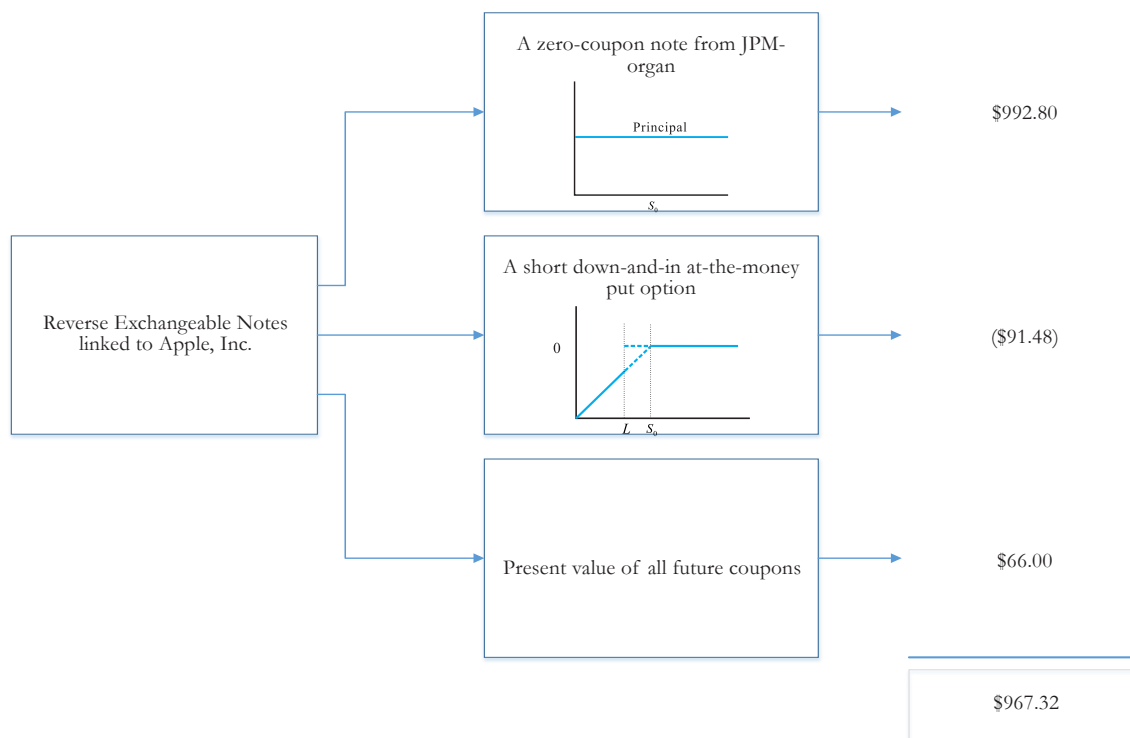 A zero-coupon note from JPM-
organ
Principal
S₀
$992.80
Reverse Exchangeable Notes
linked to Apple, Inc.
A short down-and-in at-the-money
put option
0
L
S₀
($91.48)
Present value of all future coupons
$66.00
$967.32